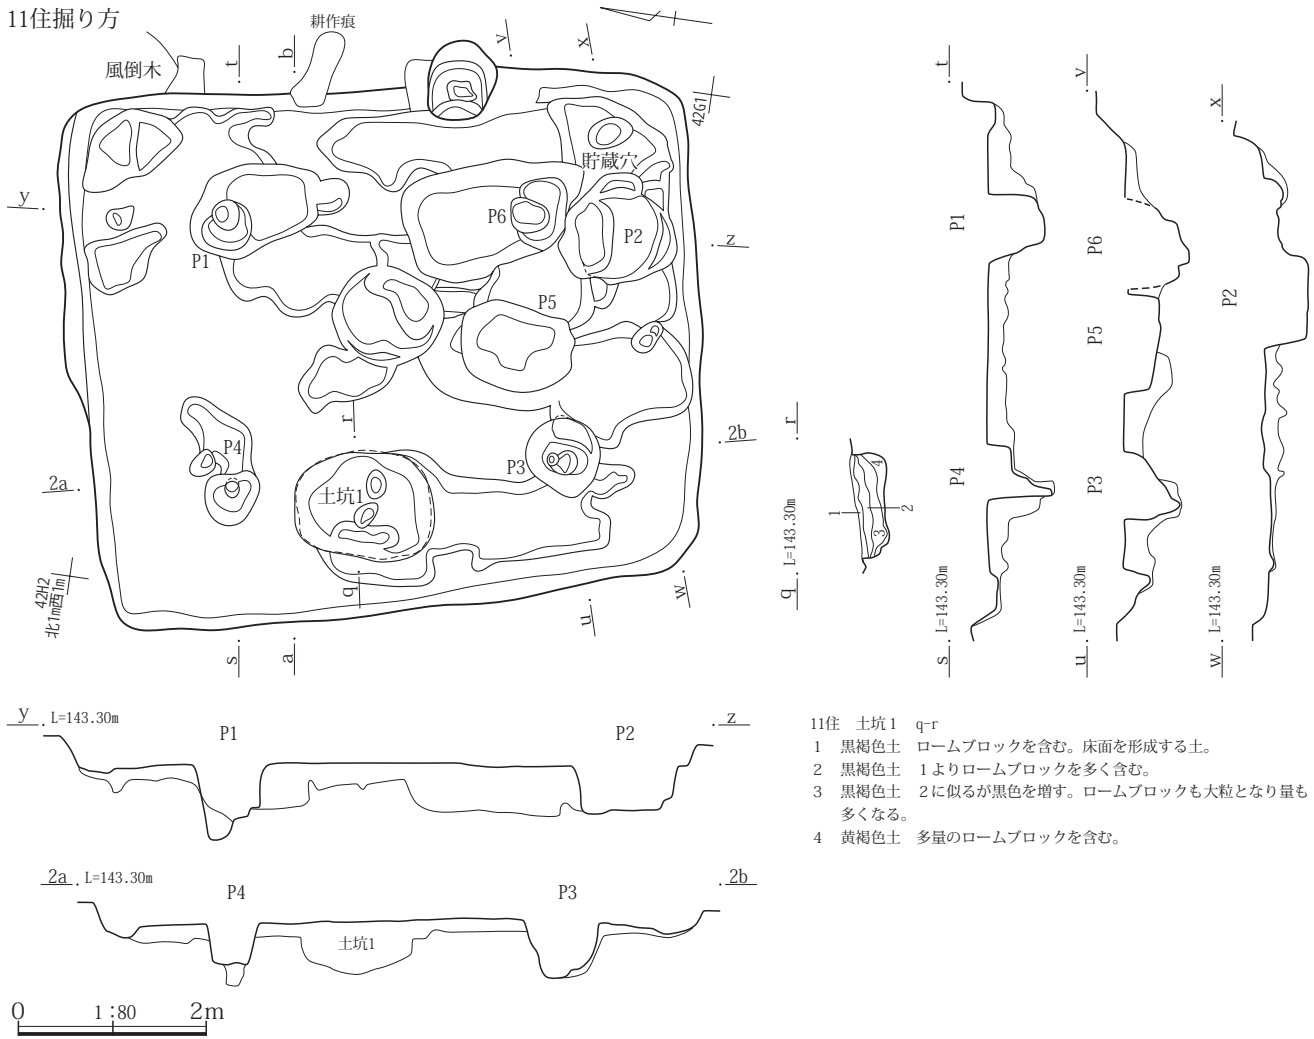 11住掘り方
耕作痕
風倒木
t
b
v
x
42G1
貯蔵穴
y
P1
P6
P2
z
P5
r
P4
P3
2b
2a
土坑1
42H2
北1m西1m
q
w
u
s
a
r
1
2
3
4
L=143.30m
q
t
P1
P4
L=143.30m
s
v
P6
P5
P3
L=143.30m
u
x
P2
L=143.30m
w
y
L=143.30m
P1
P2
z
2a
L=143.30m
P4
土坑1
P3
2b
0
1:80
2m
11住 土坑1 q-r
1 黒褐色土 ロームブロックを含む。床面を形成する土。
2 黒褐色土 1よりロームブロックを多く含む。
3 黒褐色土 2に似るが黒色を増す。ロームブロックも大粒となり量も
多くなる。
4 黄褐色土 多量のロームブロックを含む。